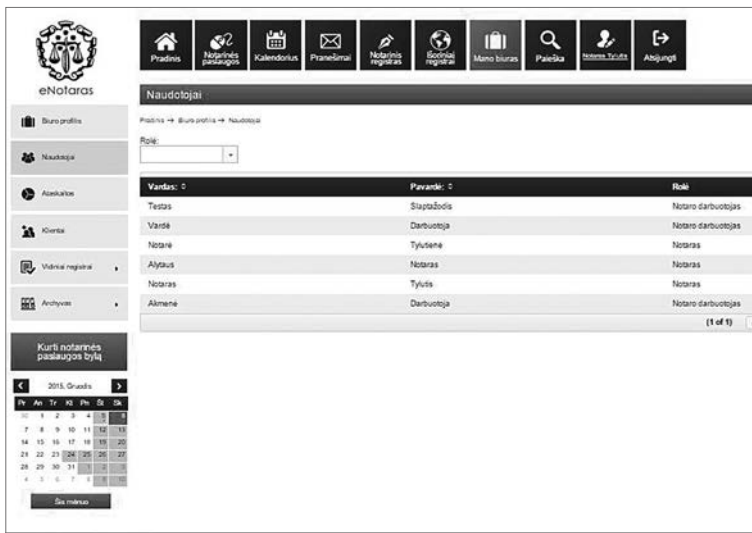 eNotaras
Pradinis
Notarinės paslaugos
Kalendorius
Pranešimai
Notarinis registras
Išoriniai registrai
Mano biuras
Paieška
Notaras Tylutis
Atsijungti
Biuro profilis
Naudotojai
Ataskaitos
Klientai
Vidiniai registrai
Archyvas
Kurti notarinės
paslaugos bylą
2015, Gruodis
Pr An Tr Kt Pn Št Sk
30 1 2 3 4 5 6
7 8 9 10 11 12 13
14 15 16 17 18 19 20
21 22 23 24 25 26 27
28 29 30 31 1 2 3
4 5 6 7 8 9 10
Šis mėnuo
Naudotojai
Pradinis → Biuro profilis → Naudotojai
Rolė:
Vardas: Pavardė: Rolė
Testas Slaptažodis Notaro darbuotojas
Vardė Darbuotoja Notaro darbuotojas
Notarė Tylutienė Notaras
Alytaus Notaras Notaras
Notaras Tylutis Notaras
Akmenė Darbuotoja Notaro darbuotojas
(1 of 1)